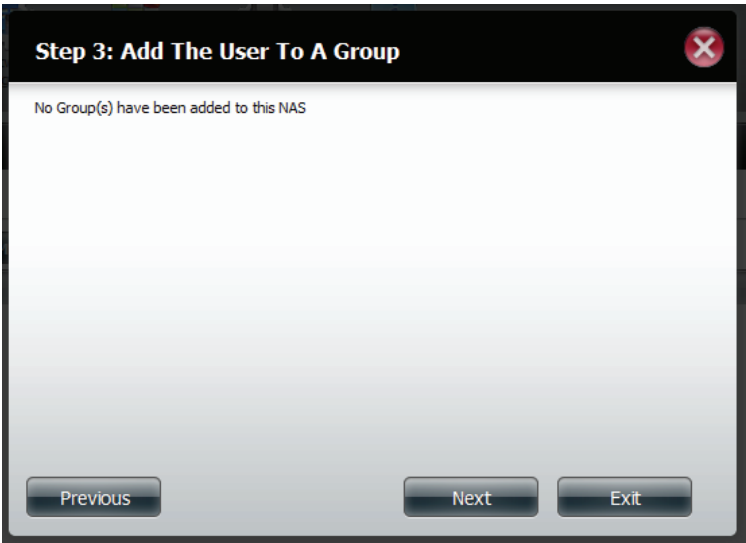 Step 3: Add The User To A Group
No Group(s) have been added to this NAS
Previous
Next
Exit